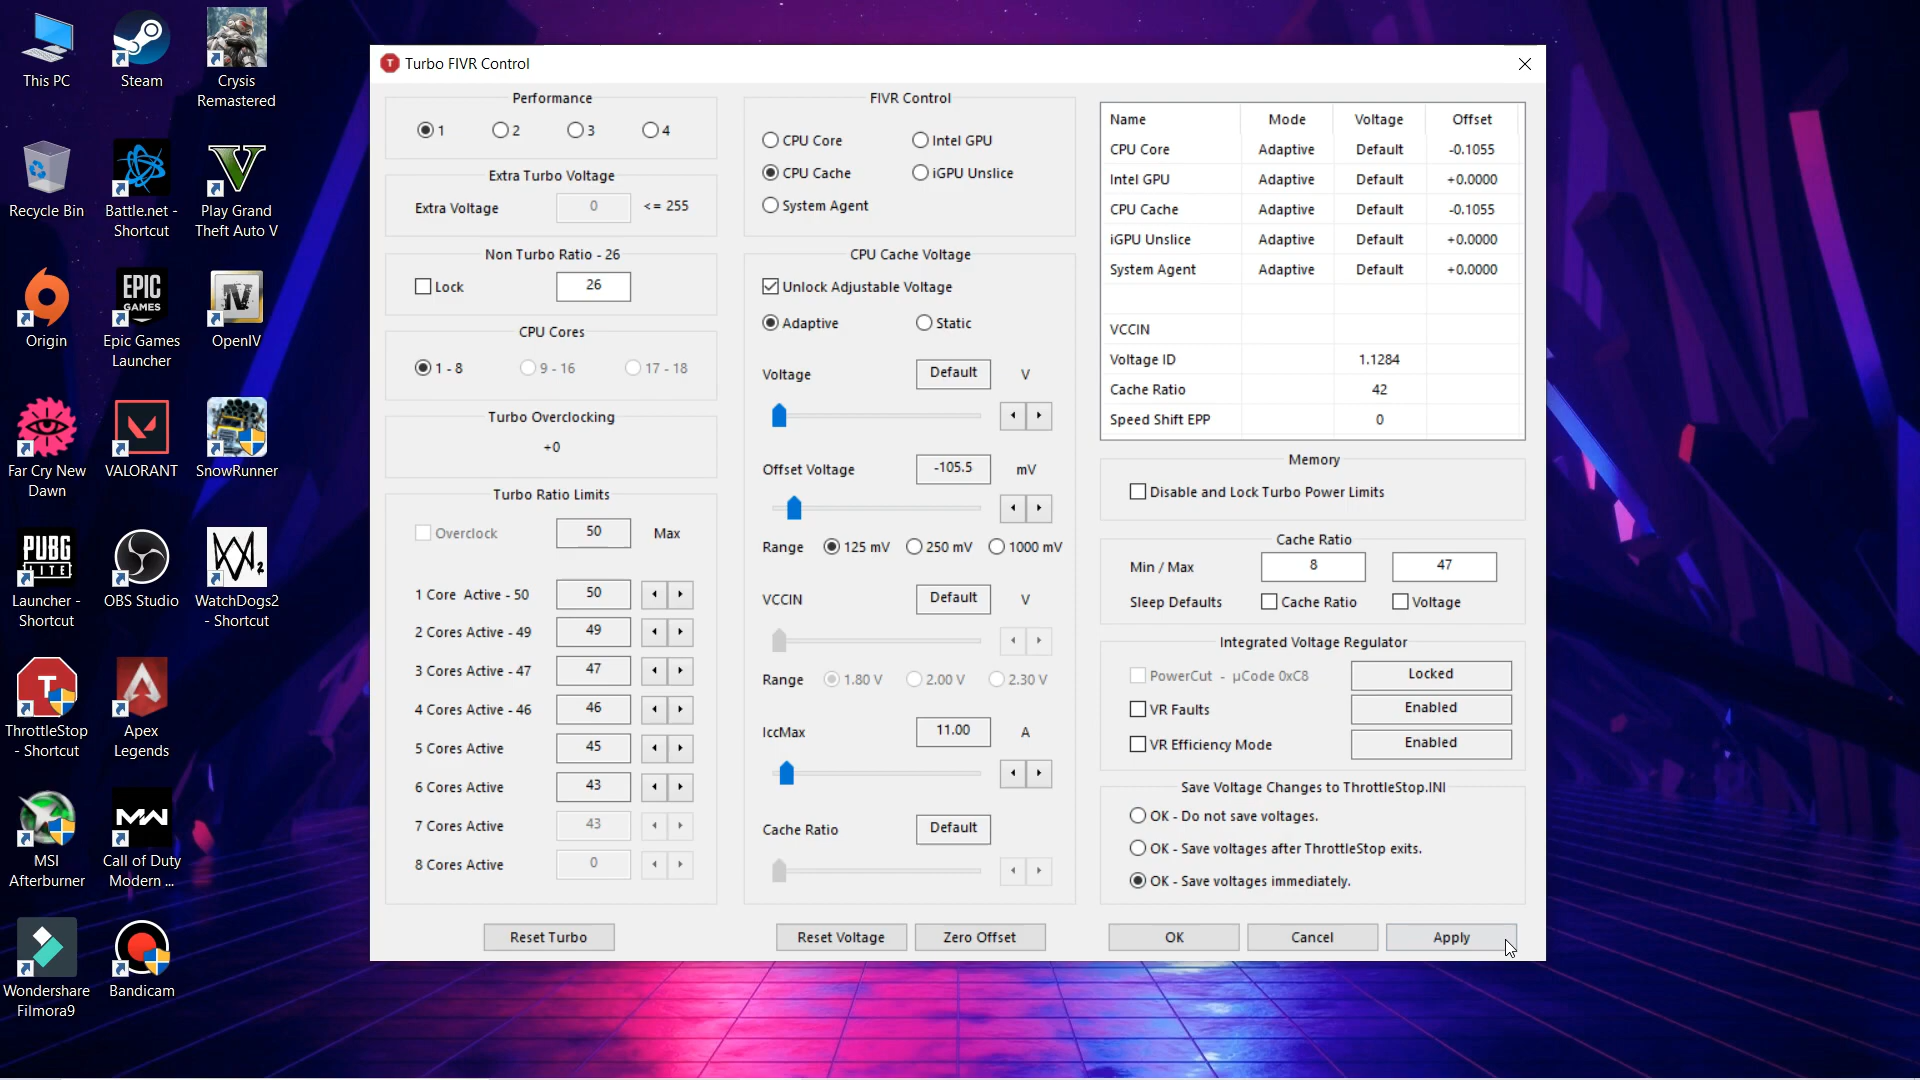 This PC
Steam
Crysis
Remastered
Recycle Bin
Battle.net -
Shortcut
Play Grand
Theft Auto V
Origin
EPIC
GAMES
Epic Games
Launcher
OpenIV
Far Cry New
Dawn
VALORANT
SnowRunner
PUBG
LITE
Launcher -
Shortcut
OBS Studio
2
WatchDogs2
- Shortcut
T
ThrottleStop
- Shortcut
Apex
Legends
MSI
Afterburner
MW
Call of Duty
Modern ...
Wondershare
Filmora9
Bandicam
T Turbo FIVR Control
Performance
1 2 3 4
Extra Turbo Voltage
Extra Voltage 0 <= 255
Non Turbo Ratio - 26
Lock 26
CPU Cores
1 - 8 9 - 16 17 - 18
Turbo Overclocking
+0
Turbo Ratio Limits
Overclock 50 Max
1 Core Active - 50 50
2 Cores Active - 49 49
3 Cores Active - 47 47
4 Cores Active - 46 46
5 Cores Active 45
6 Cores Active 43
7 Cores Active 43
8 Cores Active 0
Reset Turbo
FIVR Control
CPU Core Intel GPU
CPU Cache iGPU Unslice
System Agent
CPU Cache Voltage
Unlock Adjustable Voltage
Adaptive Static
Voltage Default V
Offset Voltage -105.5 mV
Range 125 mV 250 mV 1000 mV
VCCIN Default V
Range 1.80 V 2.00 V 2.30 V
IccMax 11.00 A
Cache Ratio Default
Reset Voltage Zero Offset
Name Mode Voltage Offset
CPU Core Adaptive Default -0.1055
Intel GPU Adaptive Default +0.0000
CPU Cache Adaptive Default -0.1055
iGPU Unslice Adaptive Default +0.0000
System Agent Adaptive Default +0.0000
VCCIN
Voltage ID 1.1284
Cache Ratio 42
Speed Shift EPP 0
Memory
Disable and Lock Turbo Power Limits
Cache Ratio
Min / Max 8 47
Sleep Defaults Cache Ratio Voltage
Integrated Voltage Regulator
PowerCut - µCode 0xC8 Locked
VR Faults Enabled
VR Efficiency Mode Enabled
Save Voltage Changes to ThrottleStop.INI
OK - Do not save voltages.
OK - Save voltages after ThrottleStop exits.
OK - Save voltages immediately.
OK Cancel Apply